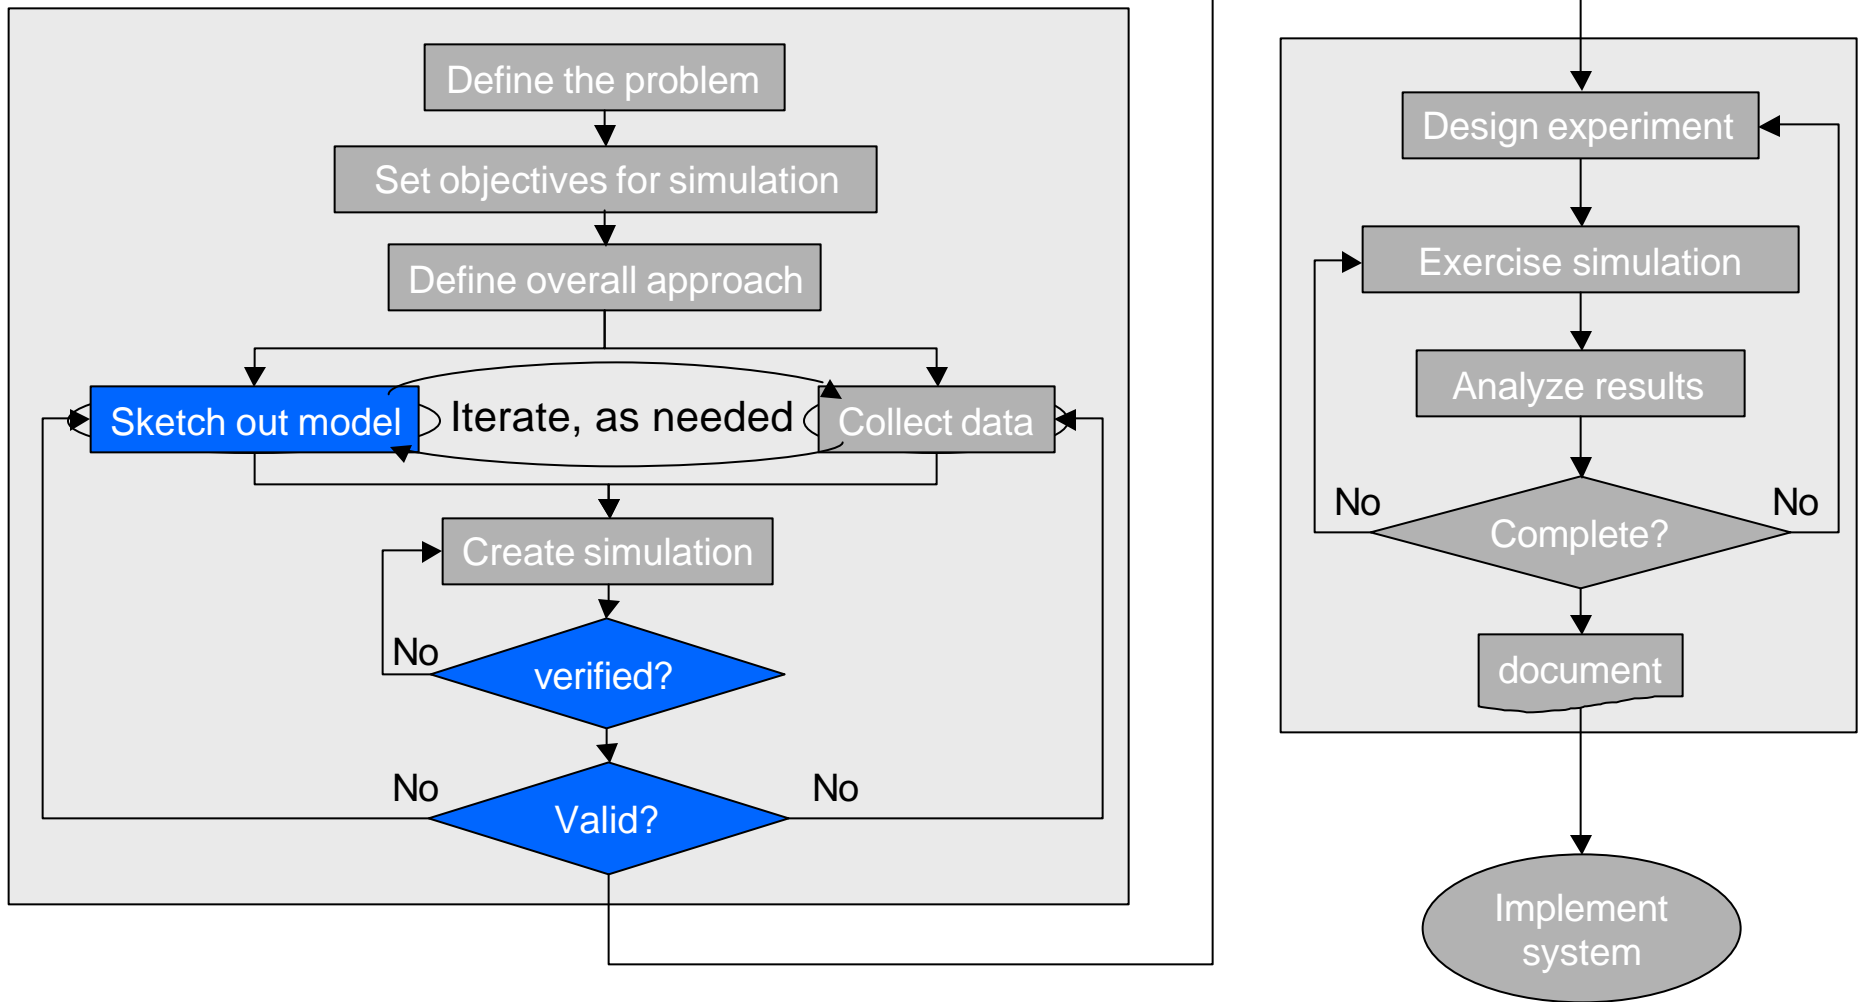 Define the problem
Set objectives for simulation
Define overall approach
Sketch out model
Iterate, as needed
Collect data
Create simulation
No
verified?
No
Valid?
No
Design experiment
Exercise simulation
Analyze results
No
Complete?
No
document
Implement
system